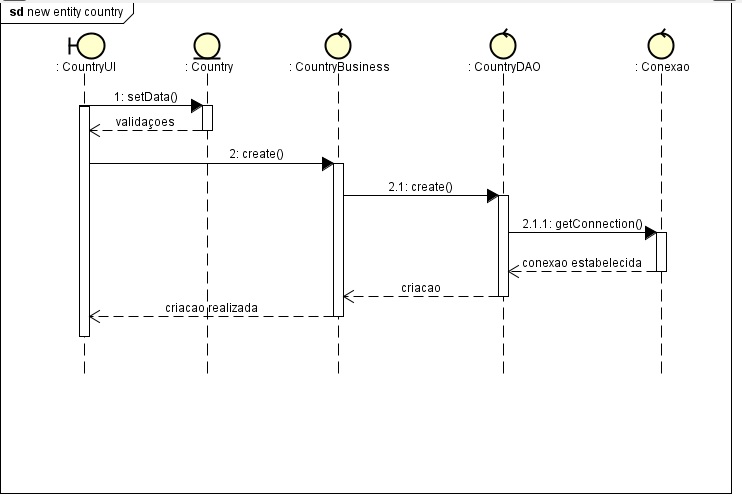 sd new entity country
: CountryUI
: Country
: CountryBusiness
: CountryDAO
: Conexao
1: setData()
validaçoes
2: create()
2.1: create()
2.1.1: getConnection()
conexao estabelecida
criacao
criacao realizada